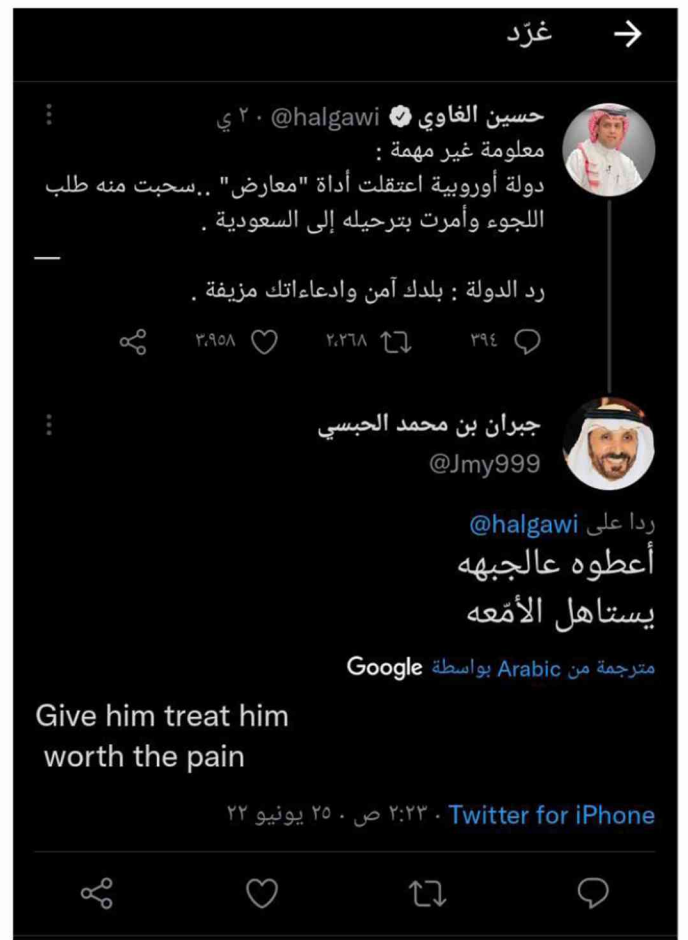 غرّد
حسين الغاوي @halgawi · ٢٠ ي
معلومة غير مهمة :
دولة أوروبية اعتقلت أداة "معارض" ..سحبت منه طلب
اللجوء وأمرت بترحيله إلى السعودية .
رد الدولة : بلدك آمن وادعاءاتك مزيفة .
٣٩٤ ٢،٢٦٨ ٣،٩٥٨
جبران بن محمد الحبسي
@Jmy999
ردا على @halgawi
أعطوه عالجبهه
يستاهل الأمّعه
مترجمة من Arabic بواسطة Google
Give him treat him
worth the pain
٢:٢٣ ص · ٢٥ يونيو ٢٢ · Twitter for iPhone